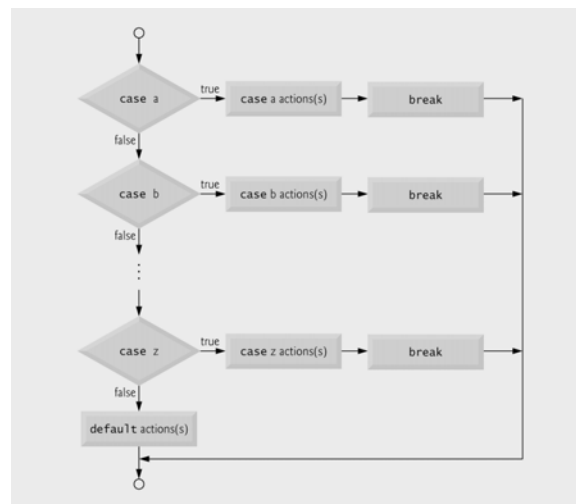 true
case a
case a actions(s)
break
false
true
case b
case b actions(s)
break
false
true
case z
case z actions(s)
break
false
default actions(s)